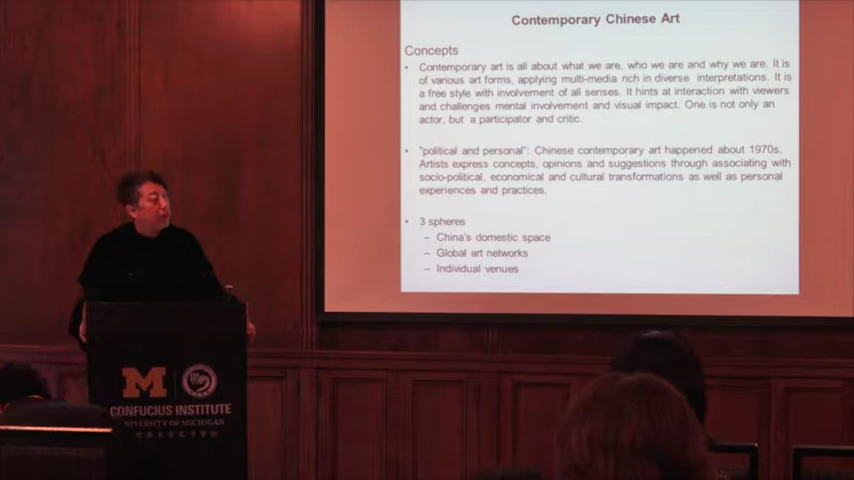 Contemporary Chinese Art
Concepts
• Contemporary art is all about what we are, who we are and why we are. It is
of various art forms, applying multi-media rich in diverse interpretations. It is
a free style with involvement of all senses. It hints at interaction with viewers
and challenges mental involvement and visual impact. One is not only an
actor, but a participator and critic.
• "political and personal": Chinese contemporary art happened about 1970s.
Artists express concepts, opinions and suggestions through associating with
socio-political, economical and cultural transformations as well as personal
experiences and practices.
• 3 spheres
– China's domestic space
– Global art networks
– Individual venues
M
CONFUCIUS INSTITUTE
UNIVERSITY OF MICHIGAN